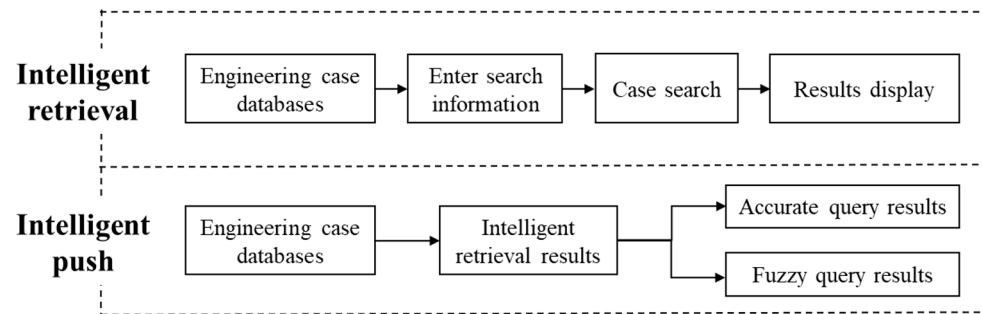 Intelligent
retrieval
Engineering case
databases
Enter search
information
Case search
Results display
Intelligent
push
Engineering case
databases
Intelligent
retrieval results
Accurate query results
Fuzzy query results